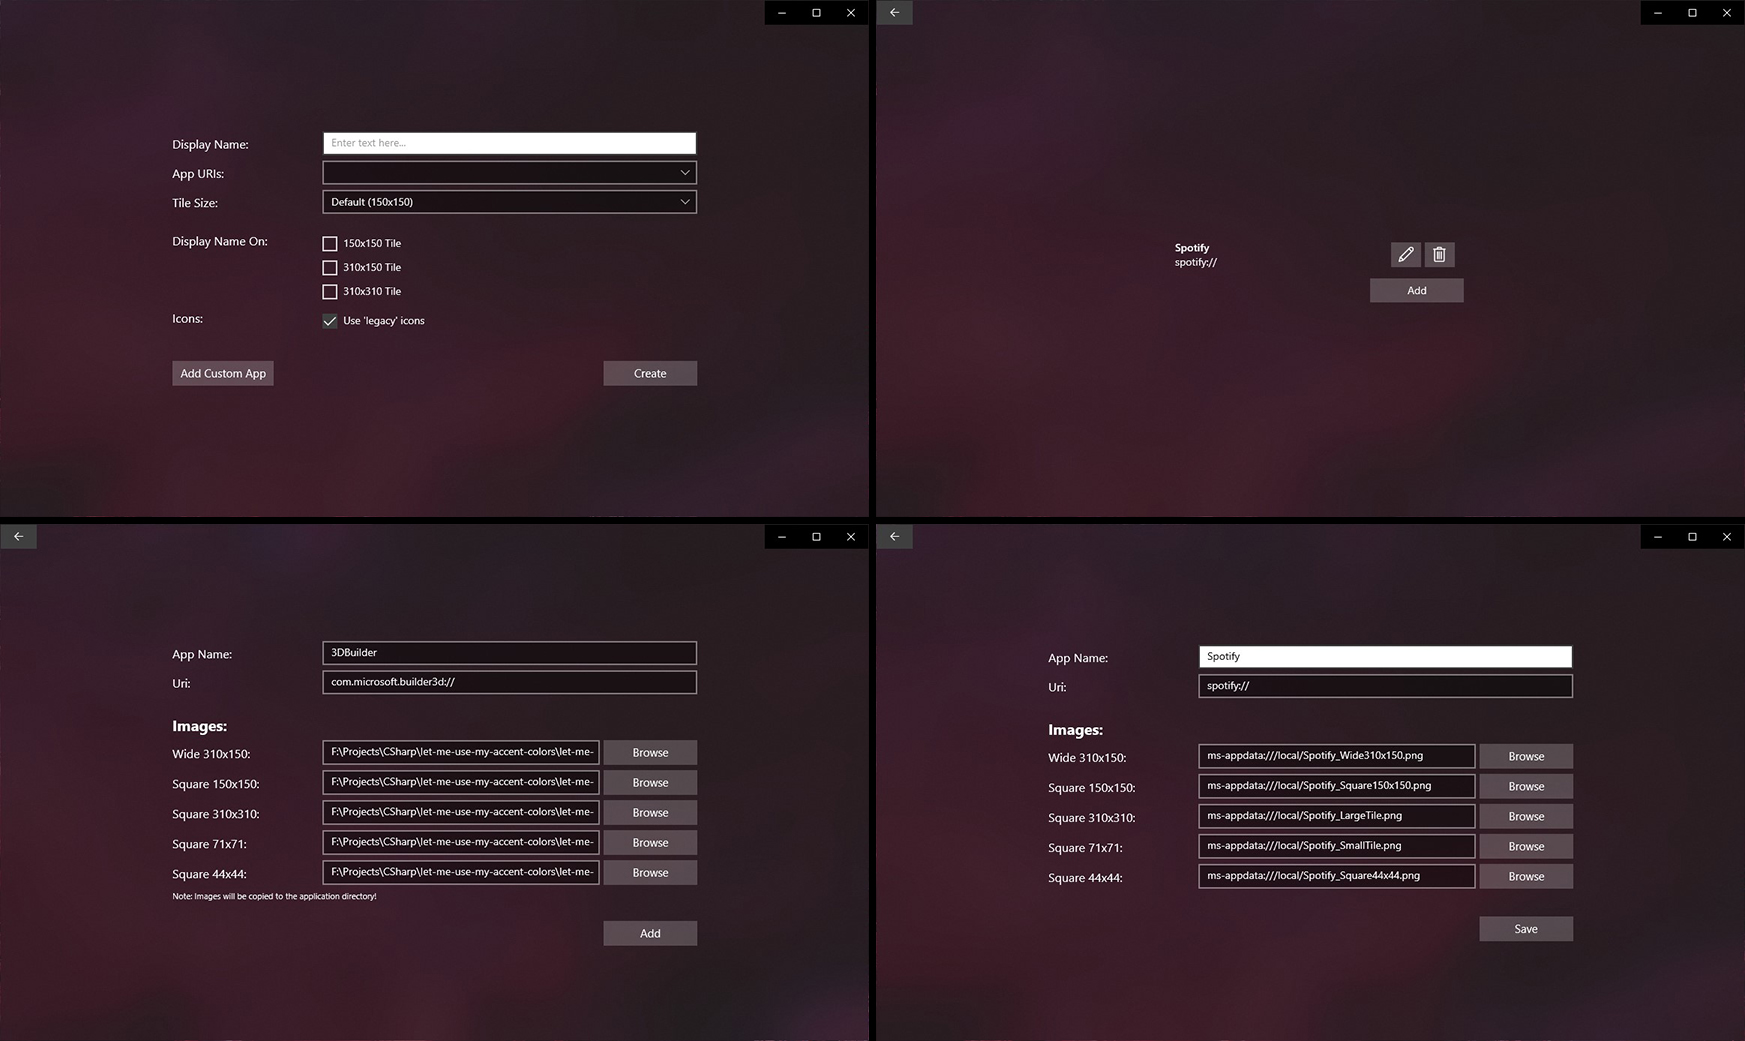 Display Name:
Enter text here...
App URIs:
Tile Size:
Default (150x150)
Display Name On:
150x150 Tile
310x150 Tile
310x310 Tile
Icons:
Use 'legacy' icons
Add Custom App
Create
Spotify
spotify://
Add
App Name:
3DBuilder
Uri:
com.microsoft.builder3d://
Images:
Wide 310x150:
F:\Projects\CSharp\let-me-use-my-accent-colors\let-me-
Browse
Square 150x150:
F:\Projects\CSharp\let-me-use-my-accent-colors\let-me-
Browse
Square 310x310:
F:\Projects\CSharp\let-me-use-my-accent-colors\let-me-
Browse
Square 71x71:
F:\Projects\CSharp\let-me-use-my-accent-colors\let-me-
Browse
Square 44x44:
F:\Projects\CSharp\let-me-use-my-accent-colors\let-me-
Browse
Note: Images will be copied to the application directory!
Add
App Name:
Spotify
Uri:
spotify://
Images:
Wide 310x150:
ms-appdata:///local/Spotify_Wide310x150.png
Browse
Square 150x150:
ms-appdata:///local/Spotify_Square150x150.png
Browse
Square 310x310:
ms-appdata:///local/Spotify_LargeTile.png
Browse
Square 71x71:
ms-appdata:///local/Spotify_SmallTile.png
Browse
Square 44x44:
ms-appdata:///local/Spotify_Square44x44.png
Browse
Save